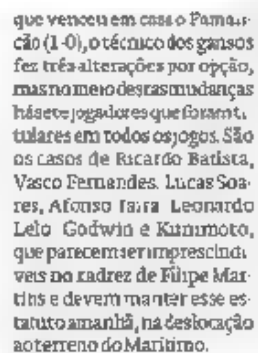 que venceu em casa o Famali-
cão (1-0), o técnico dos gansos
fez três alterações por opção,
mas no meio destas mudanças
há sete jogadores que foram ti-
tulares em todos os jogos. São
os casos de Ricardo Batista,
Vasco Fernandes, Lucas Soa-
res, Afonso Taira, Leonardo
Lelo, Godwin e Kunimoto,
que parecem ser imprescindí-
veis no xadrez de Filipe Mar-
tins e devem manter esse es-
tatuto amanhã, na deslocação
ao terreno do Marítimo.